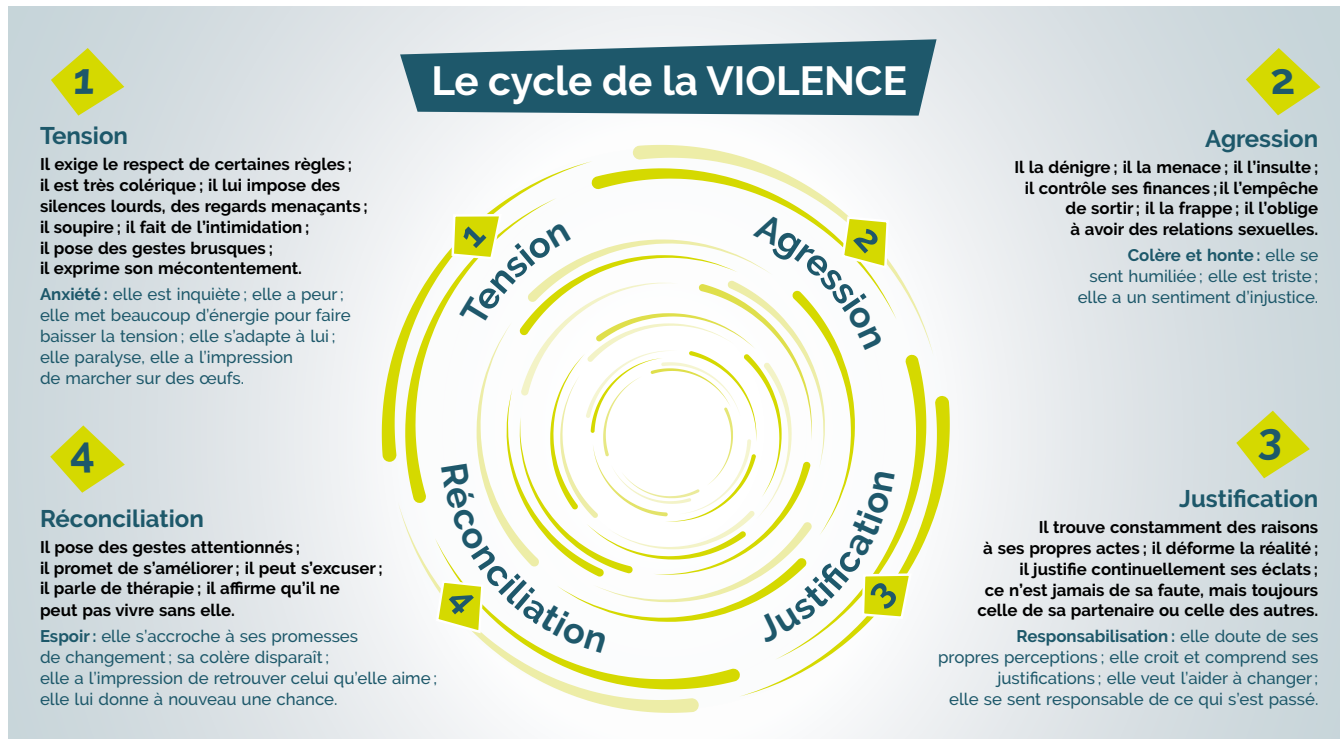 Le cycle de la VIOLENCE
1
Tension
Il exige le respect de certaines règles ;
il est très colérique ; il lui impose des
silences lourds, des regards menaçants ;
il soupire ; il fait de l'intimidation ;
il pose des gestes brusques ;
il exprime son mécontentement.
Anxiété : elle est inquiète ; elle a peur ;
elle met beaucoup d'énergie pour faire
baisser la tension ; elle s'adapte à lui ;
elle paralyse, elle a l'impression
de marcher sur des œufs.
2
Agression
Il la dénigre ; il la menace ; il l'insulte ;
il contrôle ses finances ; il l'empêche
de sortir ; il la frappe ; il l'oblige
à avoir des relations sexuelles.
Colère et honte : elle se
sent humiliée ; elle est triste ;
elle a un sentiment d'injustice.
1
Tension
2
Agression
3
Justification
4
Réconciliation
3
Justification
Il trouve constamment des raisons
à ses propres actes ; il déforme la réalité ;
il justifie continuellement ses éclats ;
ce n'est jamais de sa faute, mais toujours
celle de sa partenaire ou celle des autres.
Responsabilisation : elle doute de ses
propres perceptions ; elle croit et comprend ses
justifications ; elle veut l'aider à changer ;
elle se sent responsable de ce qui s'est passé.
4
Réconciliation
Il pose des gestes attentionnés ;
il promet de s'améliorer ; il peut s'excuser ;
il parle de thérapie ; il affirme qu'il ne
peut pas vivre sans elle.
Espoir : elle s'accroche à ses promesses
de changement ; sa colère disparaît ;
elle a l'impression de retrouver celui qu'elle aime ;
elle lui donne à nouveau une chance.